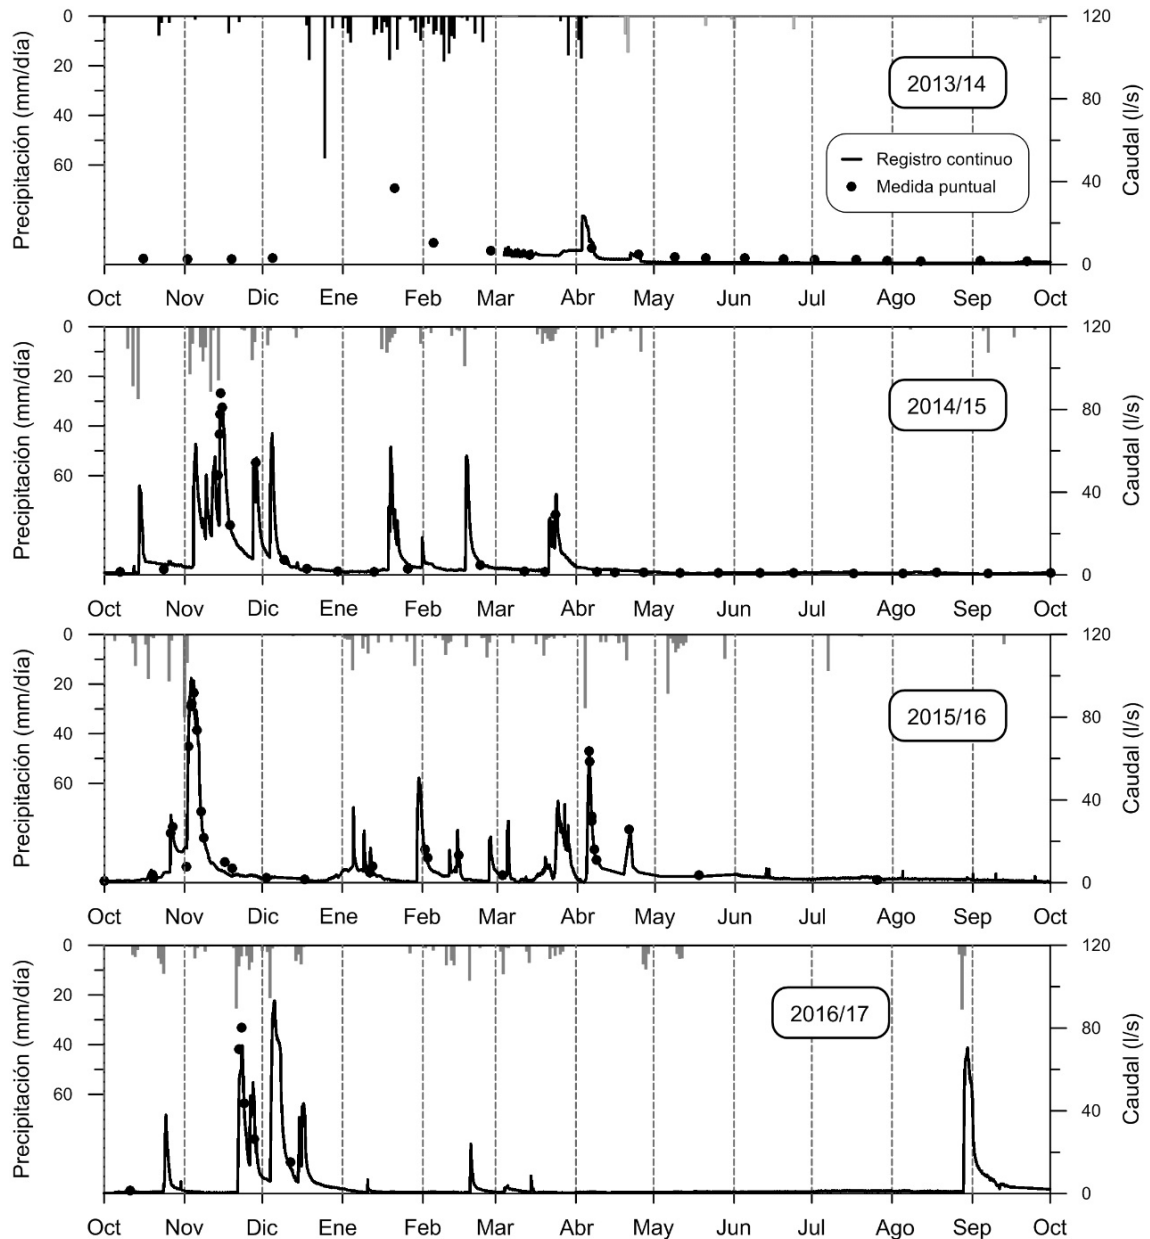 0
20
40
60
Precipitación (mm/día)
120
80
40
0
Caudal (l/s)
2013/14
Registro continuo
Medida puntual
Oct Nov Dic Ene Feb Mar Abr May Jun Jul Ago Sep Oct
0
20
40
60
Precipitación (mm/día)
120
80
40
0
Caudal (l/s)
2014/15
Oct Nov Dic Ene Feb Mar Abr May Jun Jul Ago Sep Oct
0
20
40
60
Precipitación (mm/día)
120
80
40
0
Caudal (l/s)
2015/16
Oct Nov Dic Ene Feb Mar Abr May Jun Jul Ago Sep Oct
0
20
40
60
Precipitación (mm/día)
120
80
40
0
Caudal (l/s)
2016/17
Oct Nov Dic Ene Feb Mar Abr May Jun Jul Ago Sep Oct